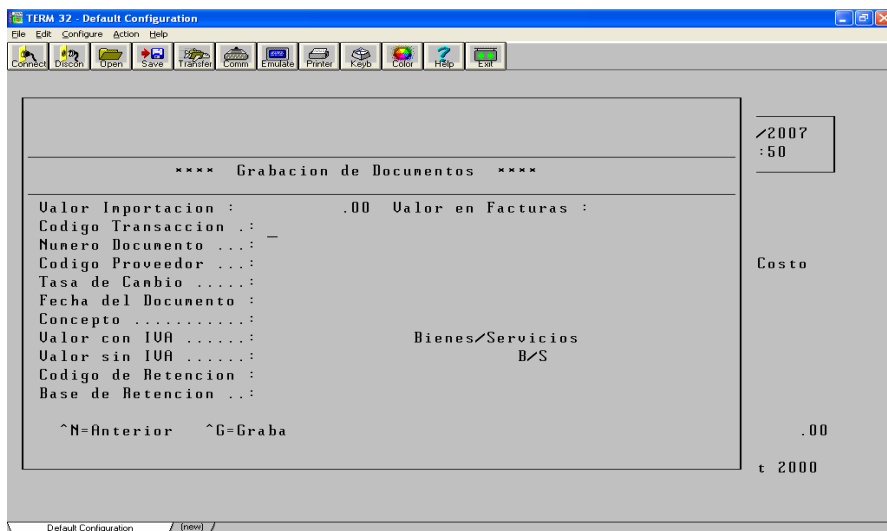 TERM 32 - Default Configuration
File Edit Configure Action Help
Connect Discon Open Save Transfer Comm Emulate Printer Keyb Color Help Exit
/2007
:50
**** Grabacion de Documentos ****
Valor Importacion : .00 Valor en Facturas :
Codigo Transaccion .: _
Numero Documento ...:
Codigo Proveedor ...: Costo
Tasa de Cambio .....:
Fecha del Documento :
Concepto ...........:
Valor con IVA ......: Bienes/Servicios
Valor sin IVA ......: B/S
Codigo de Retencion :
Base de Retencion ..:
^N=Anterior ^G=Graba .00
t 2000
Default Configuration (new)